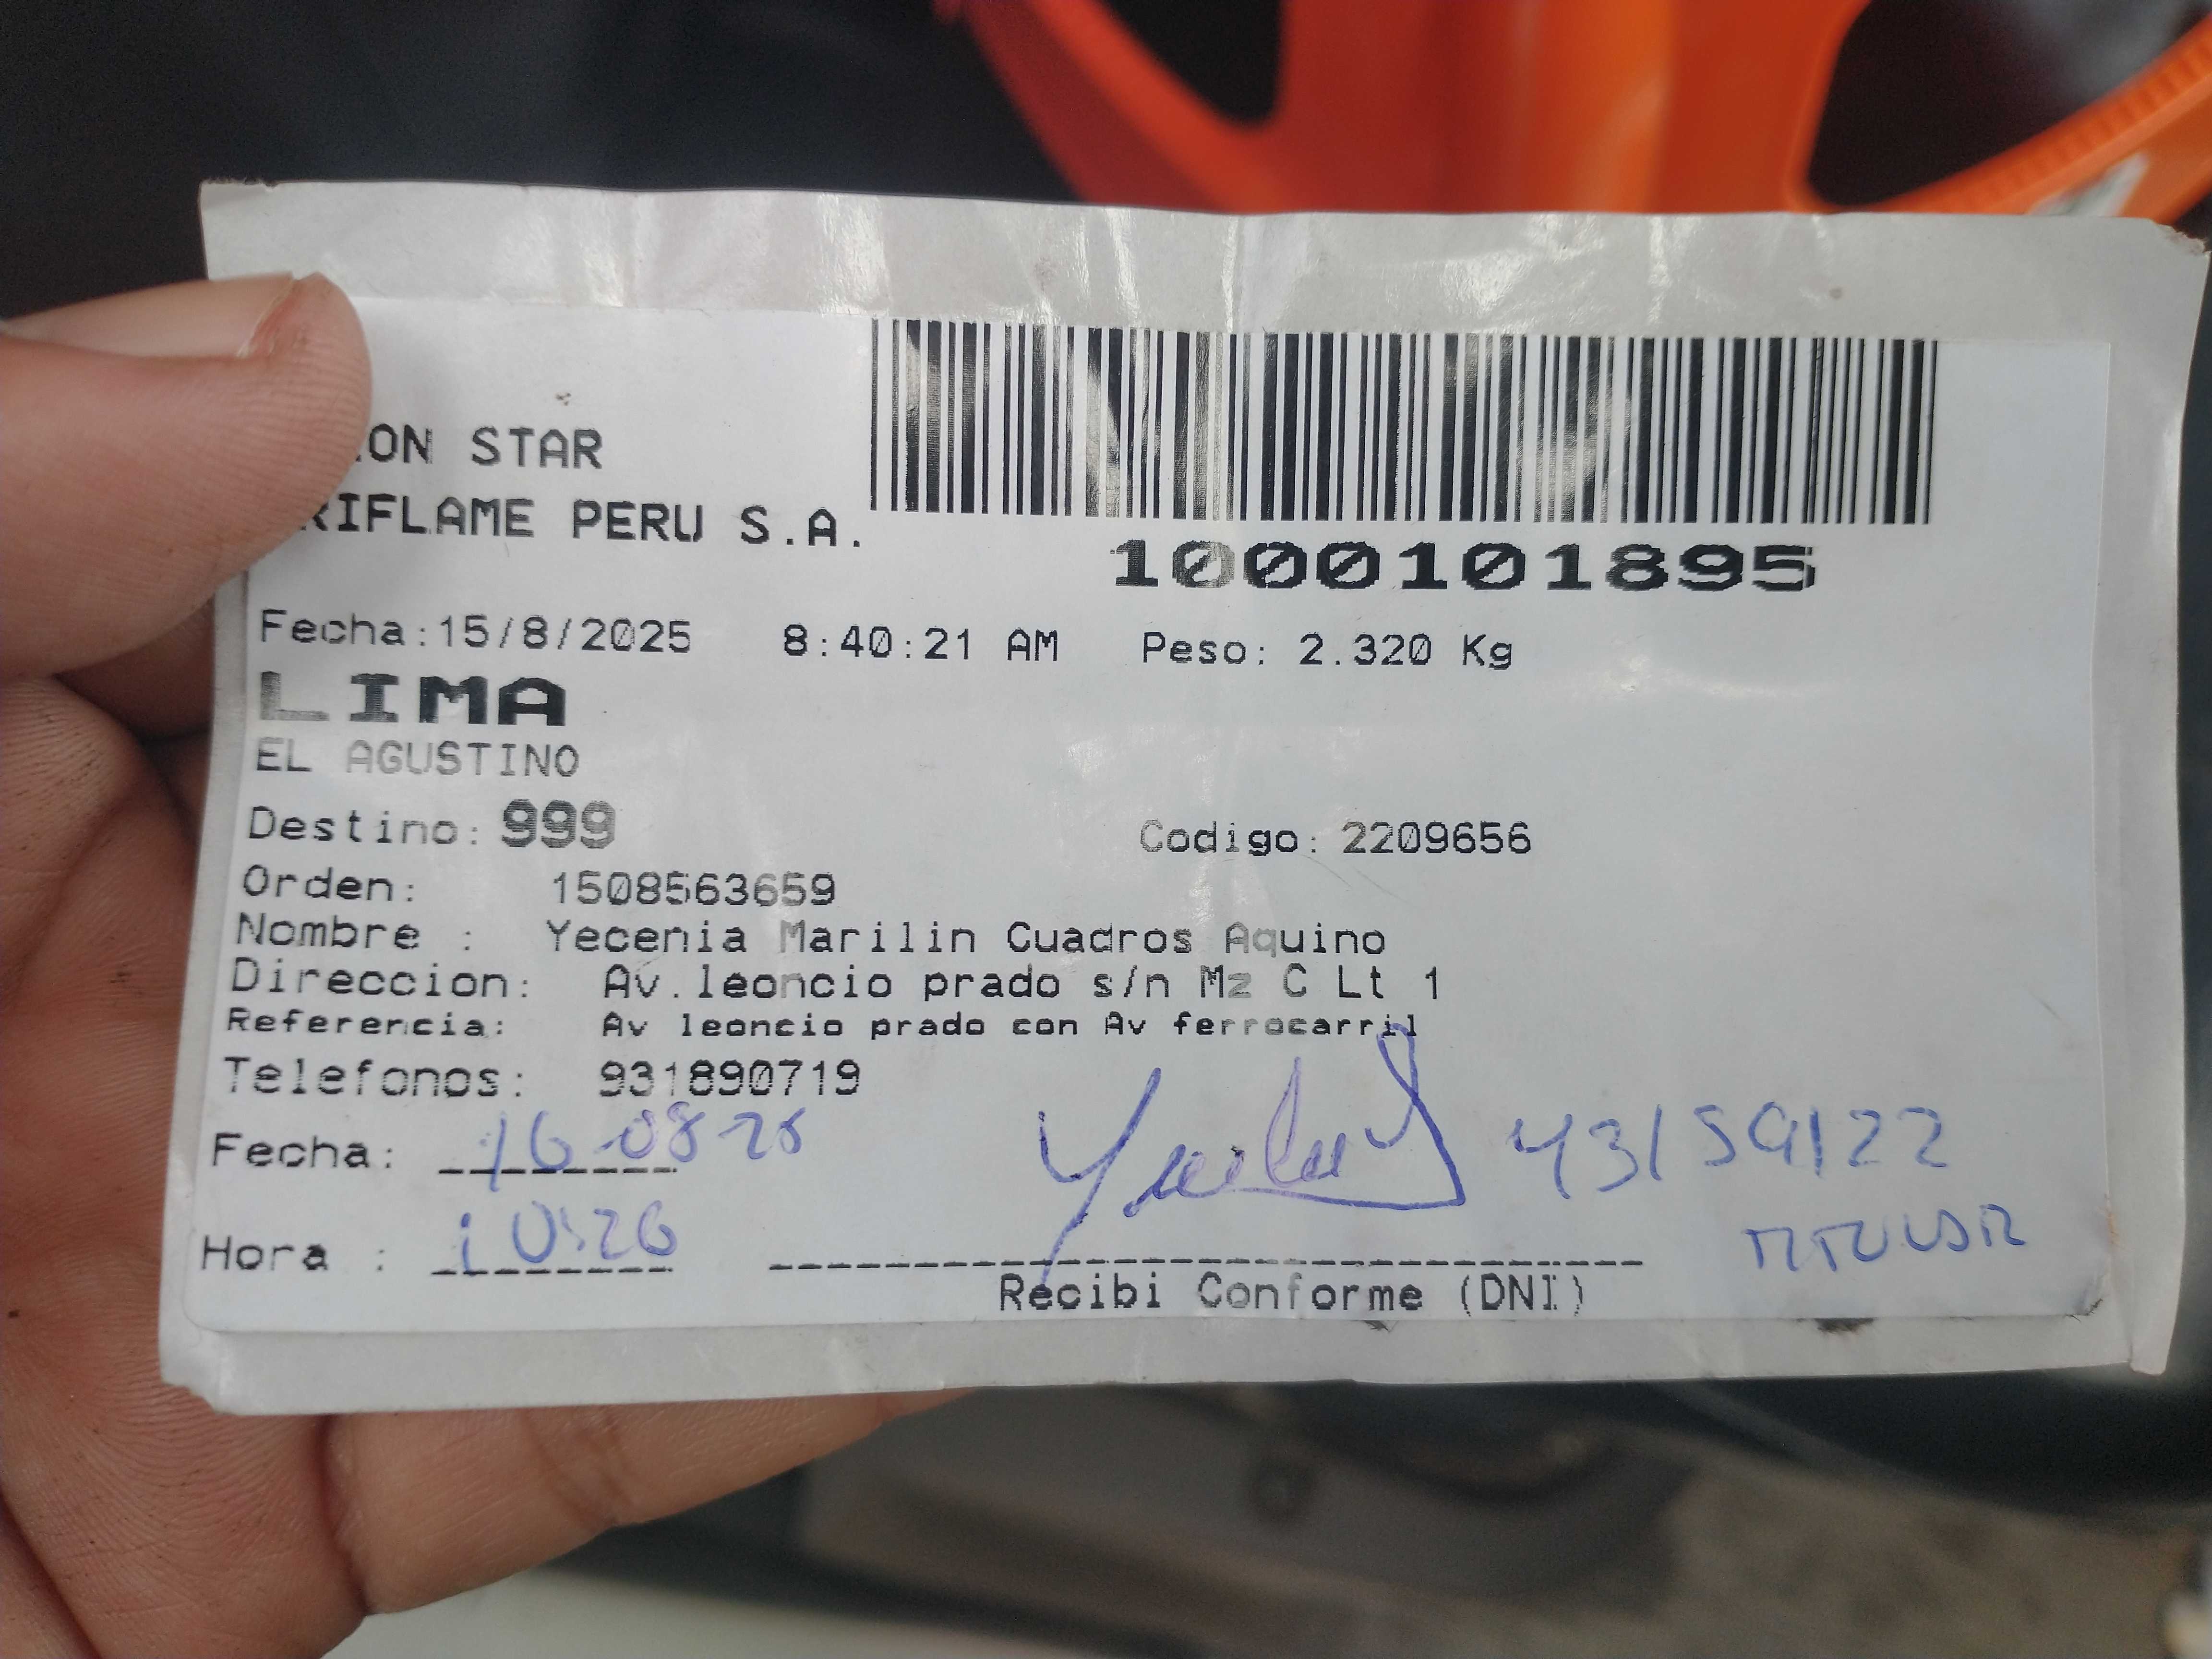 ON STAR
RIFLAME PERU S.A.
1000101895
Fecha:15/8/2025 8:40:21 AM Peso: 2.320 Kg
LIMA
EL AGUSTINO
Destino: 999 Codigo: 2209656
Orden: 1508563659
Nombre : Yecenia Marilin Cuadros Aquino
Direccion: Av.leoncio prado s/n Mz C Lt 1
Referencia: Av leoncio prado con Av ferrocarril
Telefonos: 931890719
Fecha: 16-08-25 43159122
Hora : 10:26
Recibi Conforme (DNI)